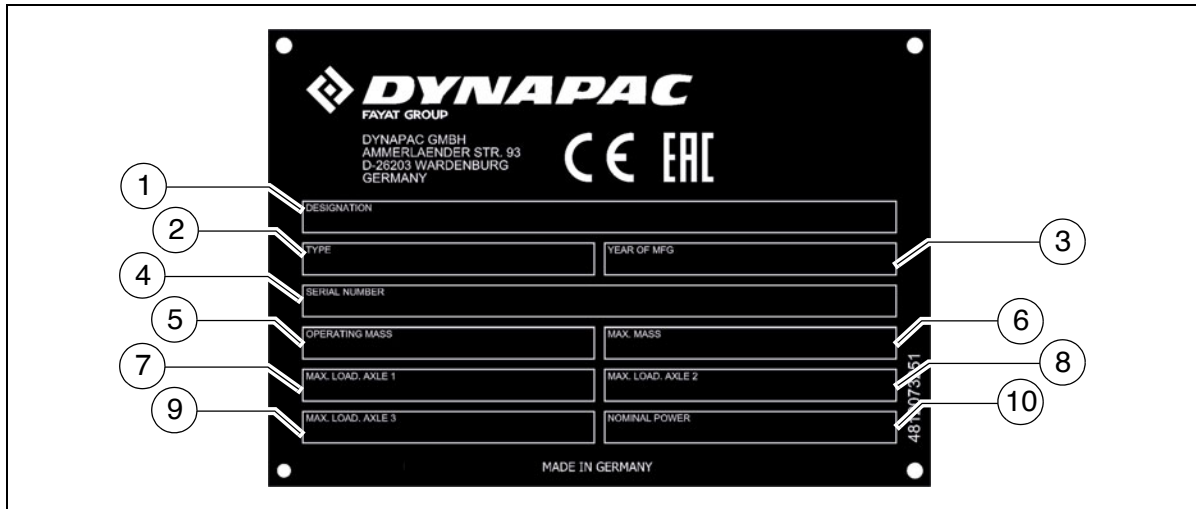 DYNAPAC
FAYAT GROUP
DYNAPAC GMBH
AMMERLAENDER STR. 93
D-26203 WARDENBURG
GERMANY
CE EAC
1
DESIGNATION
2
TYPE
YEAR OF MFG
3
4
SERIAL NUMBER
5
OPERATING MASS
MAX. MASS
6
7
MAX. LOAD. AXLE 1
MAX. LOAD. AXLE 2
8
9
MAX. LOAD. AXLE 3
NOMINAL POWER
10
MADE IN GERMANY